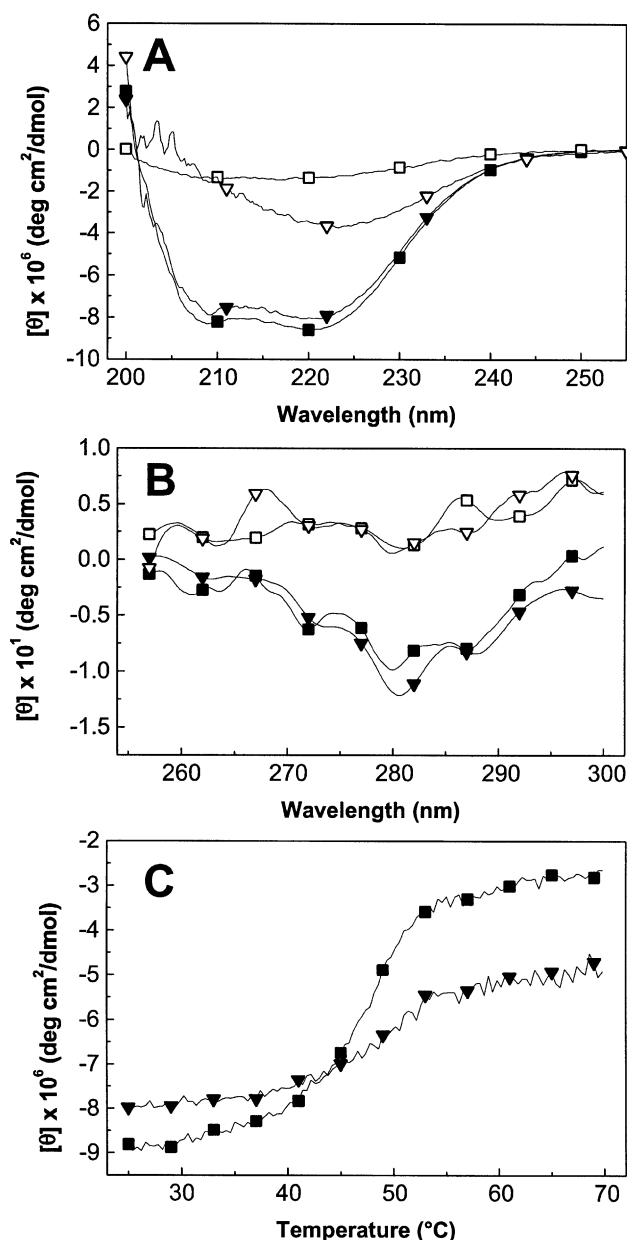 A
6
4
2
0
-2
-4
-6
-8
-10
[θ] x 10⁶ (deg cm²/dmol)
200 210 220 230 240 250
Wavelength (nm)
B
1.0
0.5
0.0
-0.5
-1.0
-1.5
[θ] x 10¹ (deg cm²/dmol)
260 270 280 290 300
Wavelength (nm)
C
-2
-3
-4
-5
-6
-7
-8
-9
[θ] x 10⁶ (deg cm²/dmol)
30 40 50 60 70
Temperature (°C)